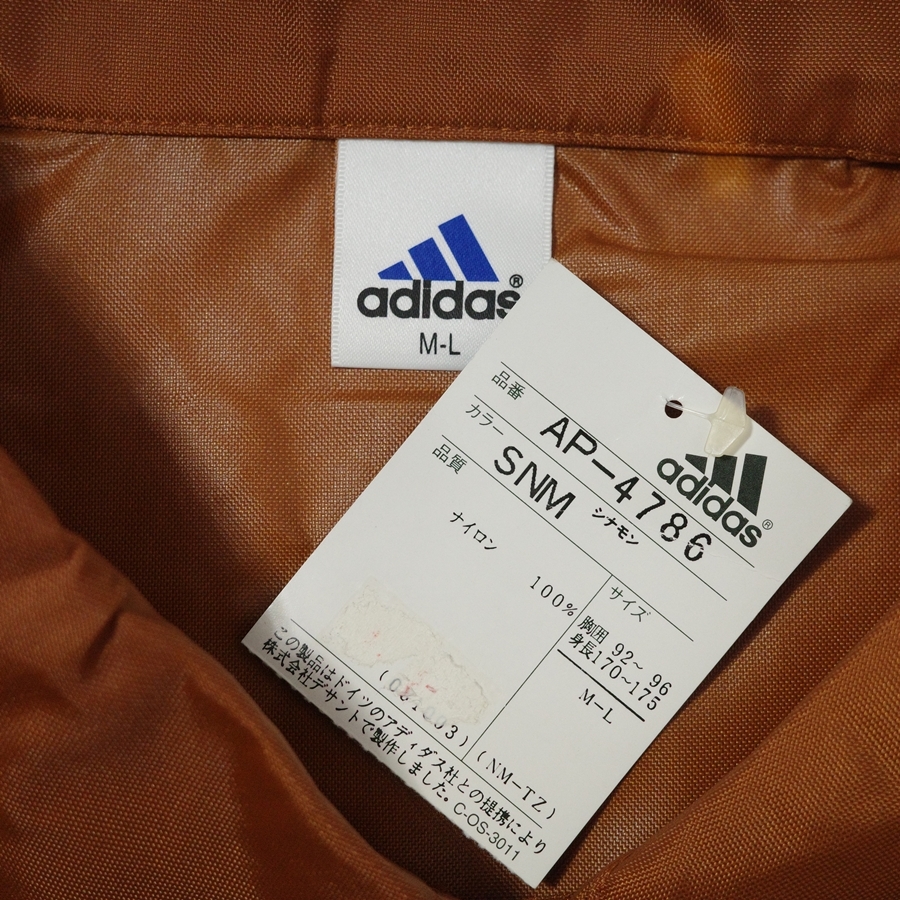 adidas®
M-L
adidas®
品番 AP-4786
カラー SNM シナモン
品質
ナイロン 100%
サイズ
胸囲 92~ 96
身長170~175
M-L
(NM-TZ)
この製品はドイツのアディダス社との提携により
株式会社デサントで製作しました。 C-OS-3011